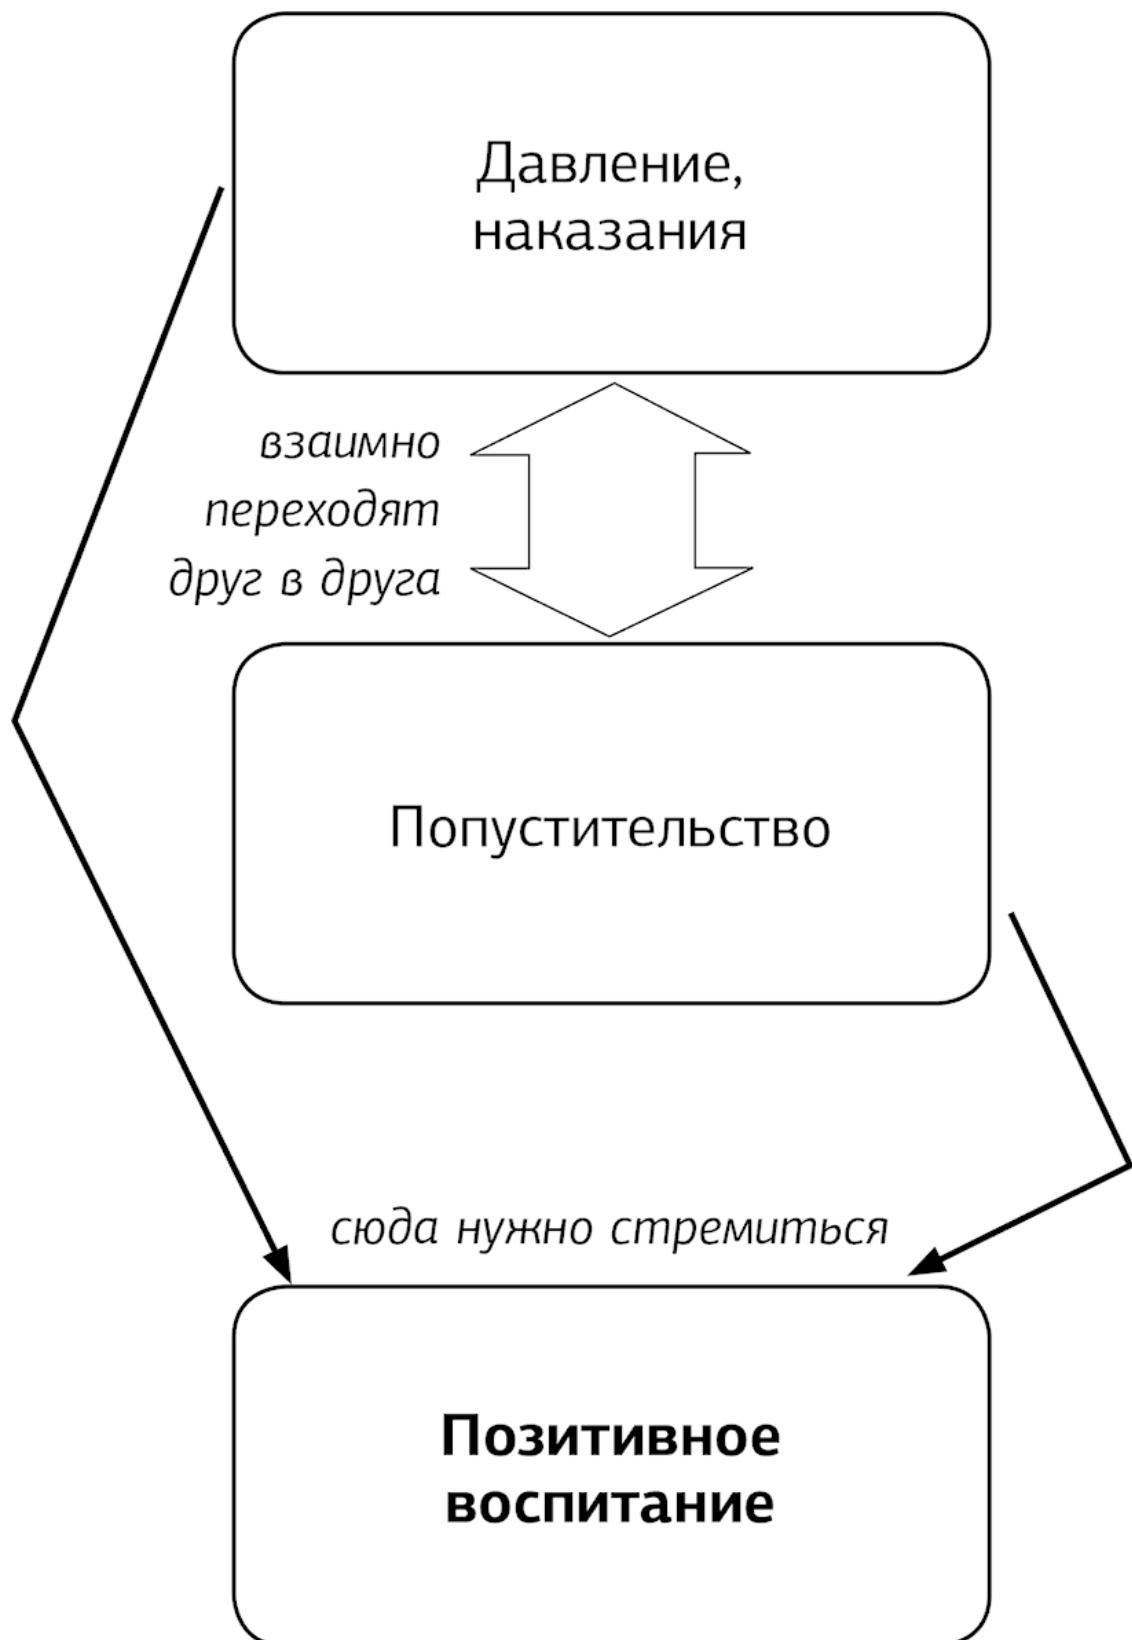 Давление,
наказания
взаимно
переходят
друг в друга
Попустительство
сюда нужно стремиться
Позитивное
воспитание